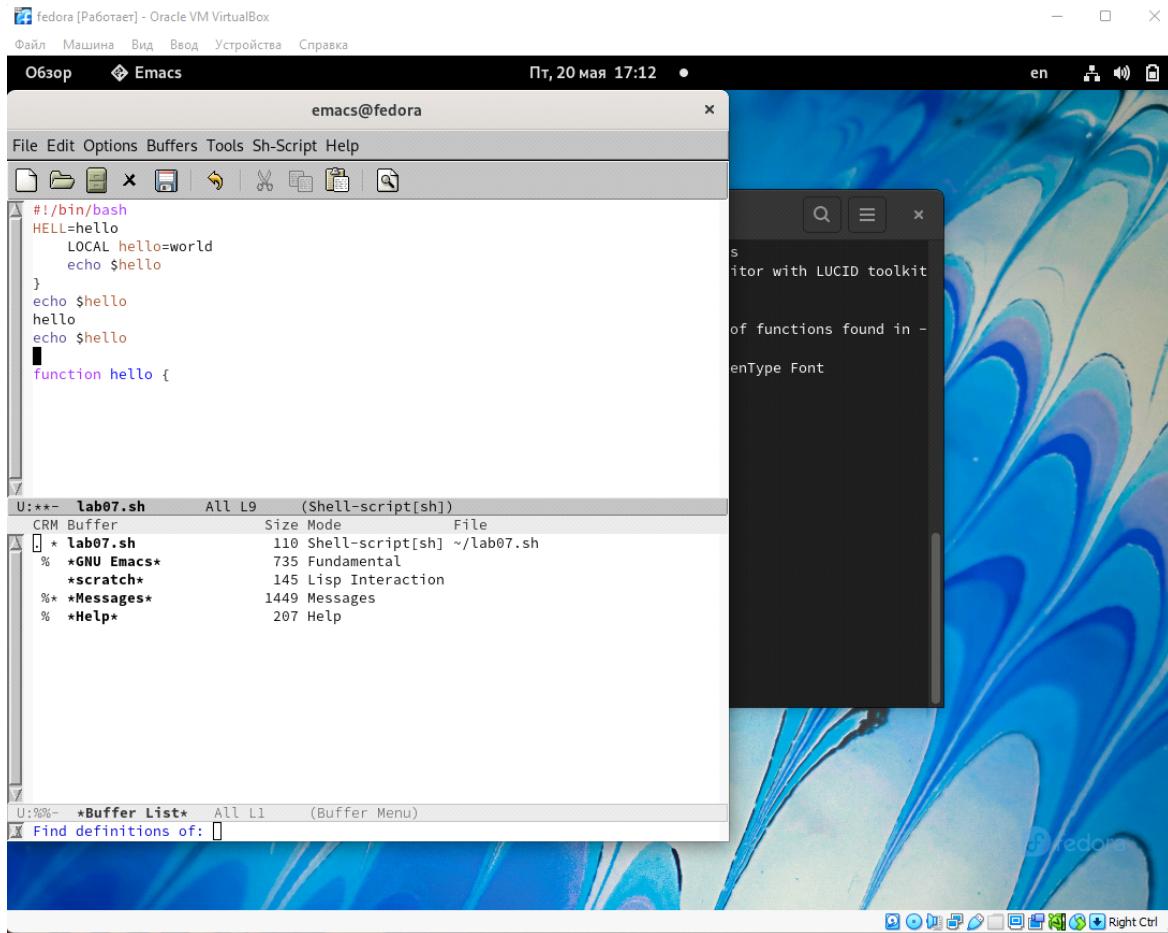 fedora [Работает] - Oracle VM VirtualBox
Файл Машина Вид Ввод Устройства Справка
Обзор Emacs Пт, 20 мая 17:12 en
emacs@fedora
File Edit Options Buffers Tools Sh-Script Help
#!/bin/bash
HELL=hello
    LOCAL hello=world
    echo $hello
}
echo $hello
hello
echo $hello
function hello {
U:**- lab07.sh All L9 (Shell-script[sh])
CRM Buffer Size Mode File
. * lab07.sh 110 Shell-script[sh] ~/lab07.sh
% *GNU Emacs* 735 Fundamental
*scratch* 145 Lisp Interaction
%* *Messages* 1449 Messages
% *Help* 207 Help
U:%%- *Buffer List* All L1 (Buffer Menu)
Find definitions of:
s
itor with LUCID toolkit
of functions found in -
enType Font
fedora
Right Ctrl